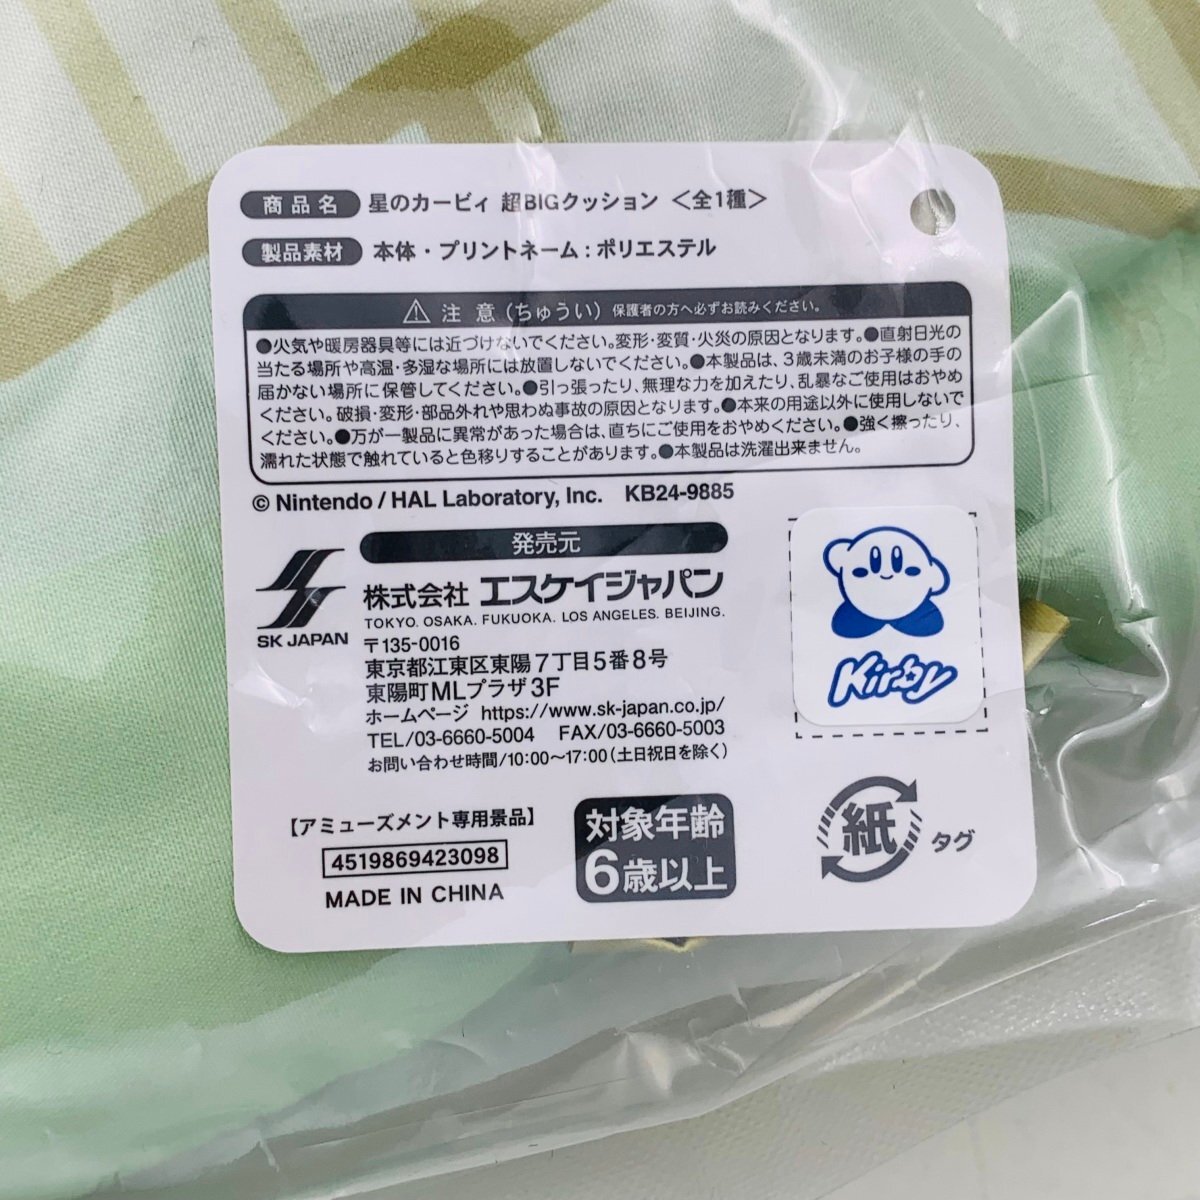 商品名 星のカービィ 超BIGクッション ＜全1種＞
製品素材 本体・プリントネーム：ポリエステル
⚠ 注 意（ちゅうい）保護者の方へ必ずお読みください。
●火気や暖房器具等には近づけないでください。変形・変質・火災の原因となります。●直射日光の
当たる場所や高温・多湿な場所には放置しないでください。●本製品は、3歳未満のお子様の手の
届かない場所に保管してください。●引っ張ったり、無理な力を加えたり、乱暴なご使用はおやめ
ください。破損・変形・部品外れや思わぬ事故の原因となります。●本来の用途以外に使用しないで
ください。●万が一製品に異常があった場合は、直ちにご使用をおやめください。●強く擦ったり、
濡れた状態で触れていると色移りすることがあります。●本製品は洗濯出来ません。
© Nintendo / HAL Laboratory, Inc. KB24-9885
発売元
SK JAPAN
株式会社 エスケイジャパン
TOKYO. OSAKA. FUKUOKA. LOS ANGELES. BEIJING.
〒135-0016
東京都江東区東陽7丁目5番8号
東陽町MLプラザ3F
ホームページ https://www.sk-japan.co.jp/
TEL/03-6660-5004 FAX/03-6660-5003
お問い合わせ時間/10:00〜17:00（土日祝日を除く）
Kirby
【アミューズメント専用景品】
4519869423098
MADE IN CHINA
対象年齢
6歳以上
紙 タグ